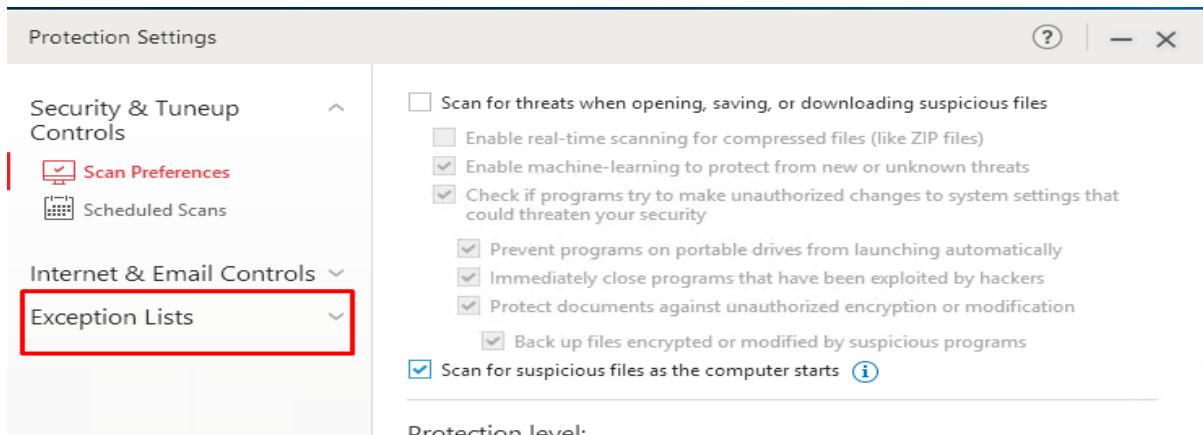 Protection Settings
Security & Tuneup
Controls
Scan Preferences
Scheduled Scans
Internet & Email Controls
Exception Lists
Scan for threats when opening, saving, or downloading suspicious files
Enable real-time scanning for compressed files (like ZIP files)
Enable machine-learning to protect from new or unknown threats
Check if programs try to make unauthorized changes to system settings that
could threaten your security
Prevent programs on portable drives from launching automatically
Immediately close programs that have been exploited by hackers
Protect documents against unauthorized encryption or modification
Back up files encrypted or modified by suspicious programs
Scan for suspicious files as the computer starts
Protection level: